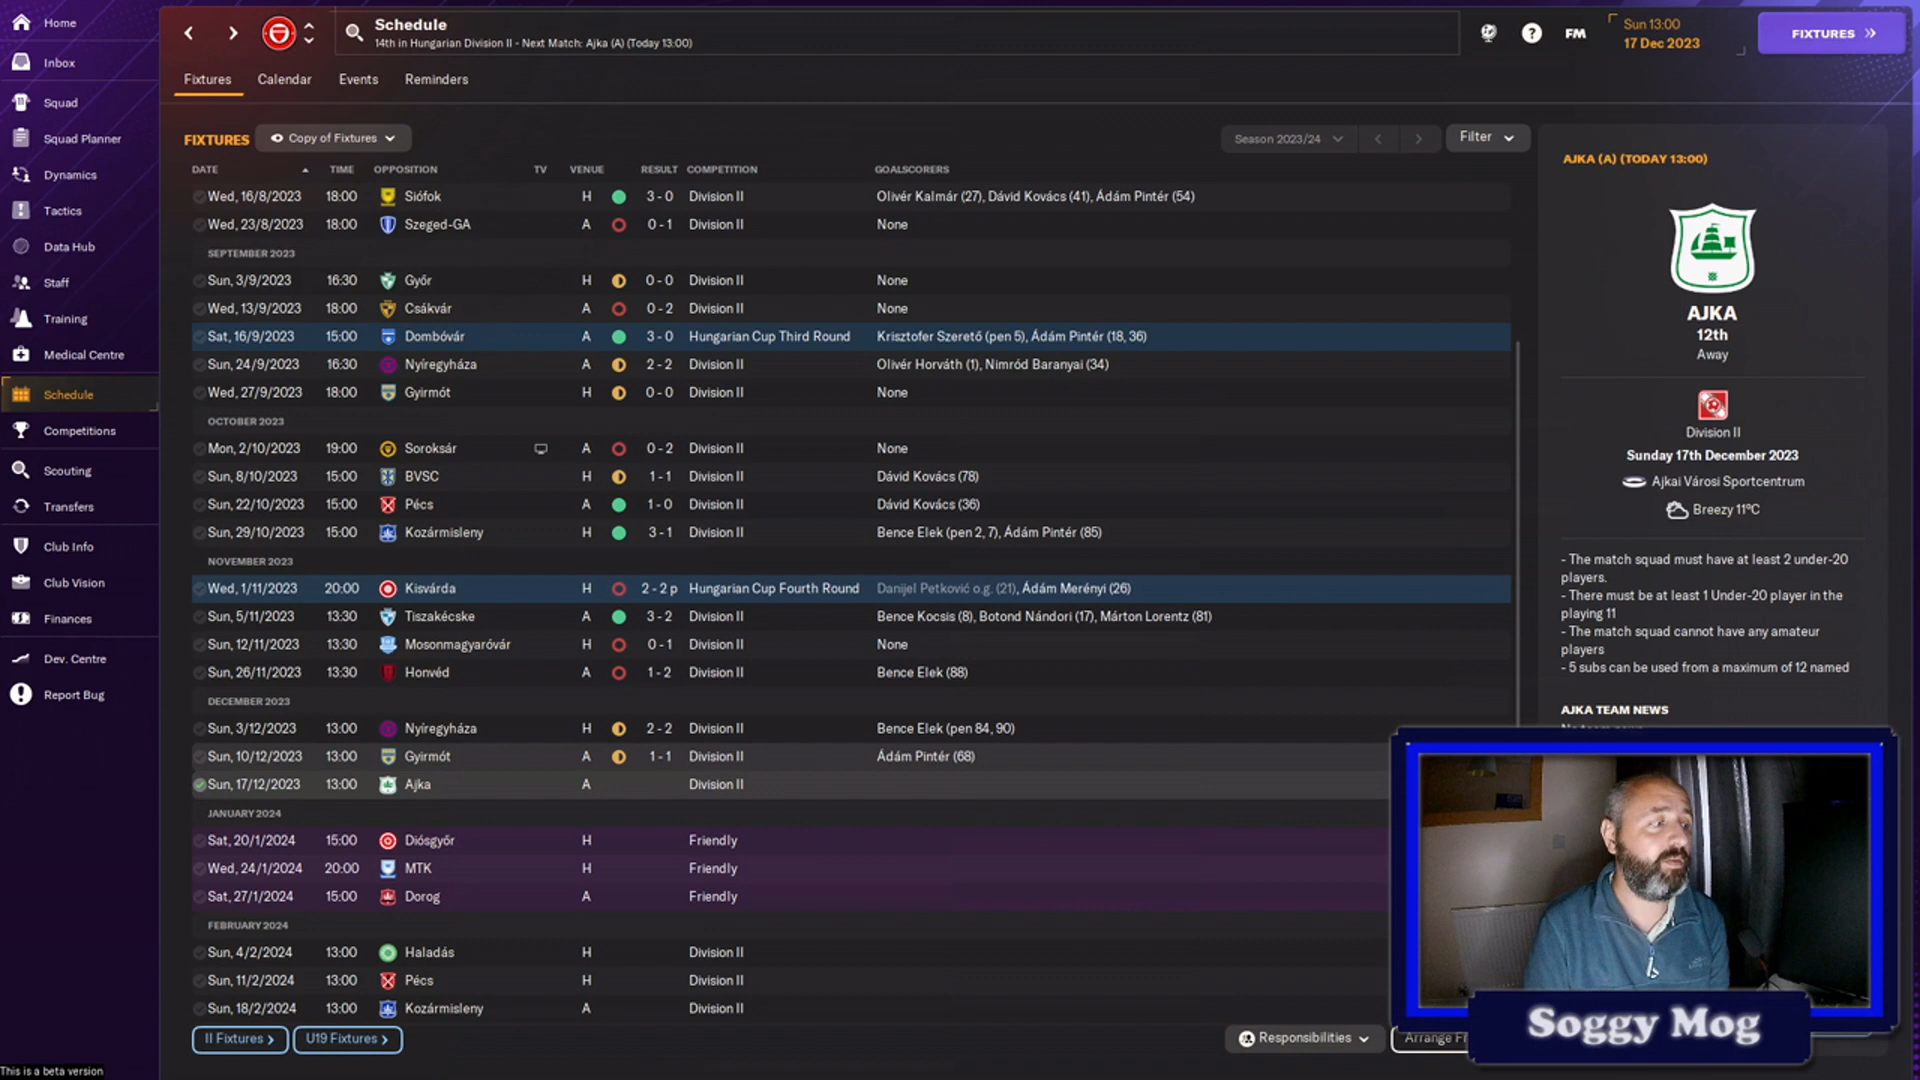 Home
Inbox
Squad
Squad Planner
Dynamics
Tactics
Data Hub
Staff
Training
Medical Centre
Schedule
Competitions
Scouting
Transfers
Club Info
Club Vision
Finances
Dev. Centre
Report Bug
This is a beta version
Schedule
14th in Hungarian Division II - Next Match: Ajka (A) (Today 13:00)
FM
Sun 13:00
17 Dec 2023
FIXTURES
Fixtures Calendar Events Reminders
FIXTURES Copy of Fixtures Season 2023/24 Filter
DATE TIME OPPOSITION TV VENUE RESULT COMPETITION GOALSCORERS
Wed, 16/8/2023 18:00 Siófok H 3 - 0 Division II Olivér Kalmár (27), Dávid Kovács (41), Ádám Pintér (54)
Wed, 23/8/2023 18:00 Szeged-GA A 0 - 1 Division II None
SEPTEMBER 2023
Sun, 3/9/2023 16:30 Győr H 0 - 0 Division II None
Wed, 13/9/2023 18:00 Csákvár A 0 - 2 Division II None
Sat, 16/9/2023 15:00 Dombóvár A 3 - 0 Hungarian Cup Third Round Krisztofer Szerető (pen 5), Ádám Pintér (18, 36)
Sun, 24/9/2023 16:30 Nyíregyháza A 2 - 2 Division II Olivér Horváth (1), Nimród Baranyai (34)
Wed, 27/9/2023 18:00 Gyirmót H 0 - 0 Division II None
OCTOBER 2023
Mon, 2/10/2023 19:00 Soroksár A 0 - 2 Division II None
Sun, 8/10/2023 15:00 BVSC H 1 - 1 Division II Dávid Kovács (78)
Sun, 22/10/2023 15:00 Pécs A 1 - 0 Division II Dávid Kovács (36)
Sun, 29/10/2023 15:00 Kozármisleny H 3 - 1 Division II Bence Elek (pen 2, 7), Ádám Pintér (85)
NOVEMBER 2023
Wed, 1/11/2023 20:00 Kisvárda H 2 - 2 p Hungarian Cup Fourth Round Danijel Petković o.g. (21), Ádám Merényi (26)
Sun, 5/11/2023 13:30 Tiszakécske A 3 - 2 Division II Bence Kocsis (8), Botond Nándori (17), Márton Lorentz (81)
Sun, 12/11/2023 13:30 Mosonmagyaróvár H 0 - 1 Division II None
Sun, 26/11/2023 13:30 Honvéd A 1 - 2 Division II Bence Elek (88)
DECEMBER 2023
Sun, 3/12/2023 13:00 Nyíregyháza H 2 - 2 Division II Bence Elek (pen 84, 90)
Sun, 10/12/2023 13:00 Gyirmót A 1 - 1 Division II Ádám Pintér (68)
Sun, 17/12/2023 13:00 Ajka A Division II
JANUARY 2024
Sat, 20/1/2024 15:00 Diósgyőr H Friendly
Wed, 24/1/2024 20:00 MTK H Friendly
Sat, 27/1/2024 15:00 Dorog A Friendly
FEBRUARY 2024
Sun, 4/2/2024 13:00 Haladás H Division II
Sun, 11/2/2024 13:00 Pécs H Division II
Sun, 18/2/2024 13:00 Kozármisleny A Division II
II Fixtures U19 Fixtures Responsibilities Arrange
AJKA (A) (TODAY 13:00)
AJKA
12th
Away
Division II
Sunday 17th December 2023
Ajkai Városi Sportcentrum
Breezy 11°C
- The match squad must have at least 2 under-20
players.
- There must be at least 1 Under-20 player in the
playing 11
- The match squad cannot have any amateur
players
- 5 subs can be used from a maximum of 12 named
AJKA TEAM NEWS
Soggy Mog